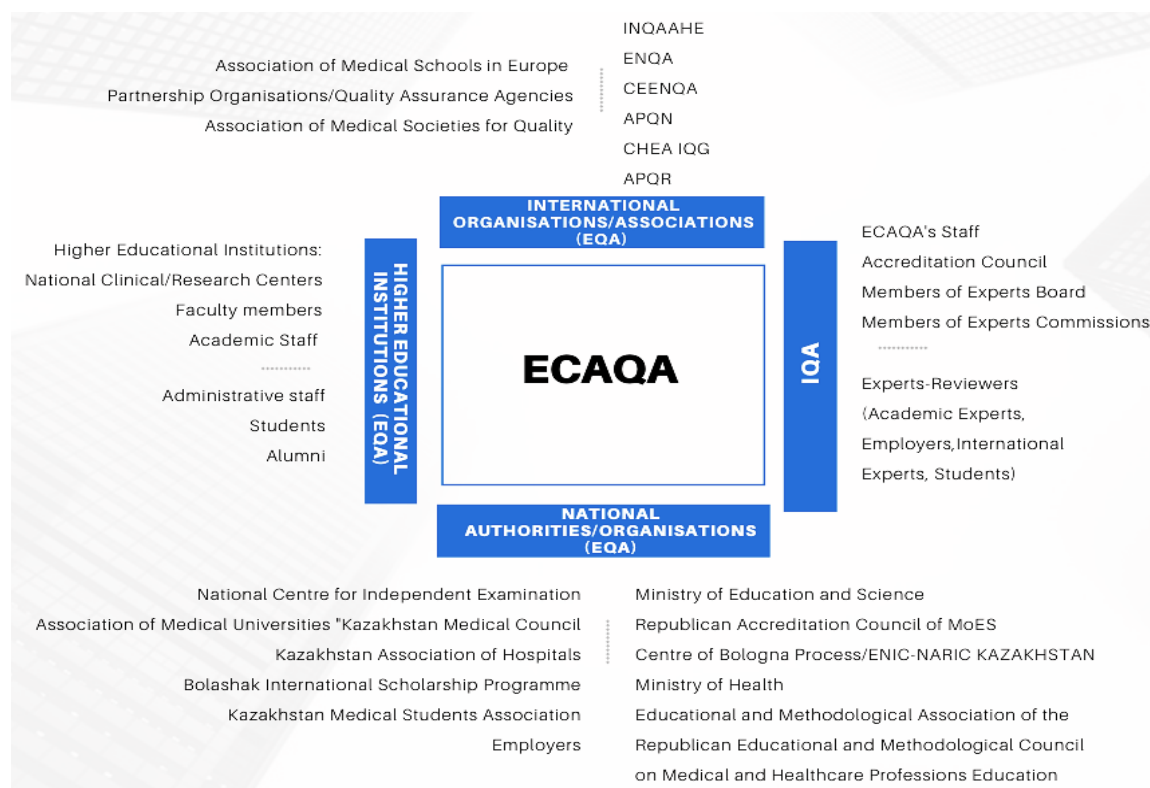 Association of Medical Schools in Europe
Partnership Organisations/Quality Assurance Agencies
Association of Medical Societies for Quality
INQAAHE
ENQA
CEENQA
APQN
CHEA IQG
APQR
INTERNATIONAL
ORGANISATIONS/ASSOCIATIONS
(EQA)
Higher Educational Institutions:
National Clinical/Research Centers
Faculty members
Academic Staff
Administrative staff
Students
Alumni
HIGHER EDUCATIONAL
INSTITUTIONS (EQA)
ECAQA
IQA
ECAQA's Staff
Accreditation Council
Members of Experts Board
Members of Experts Commissions
Experts-Reviewers
(Academic Experts,
Employers,International
Experts, Students)
NATIONAL
AUTHORITIES/ORGANISATIONS
(EQA)
National Centre for Independent Examination
Association of Medical Universities "Kazakhstan Medical Council
Kazakhstan Association of Hospitals
Bolashak International Scholarship Programme
Kazakhstan Medical Students Association
Employers
Ministry of Education and Science
Republican Accreditation Council of MoES
Centre of Bologna Process/ENIC-NARIC KAZAKHSTAN
Ministry of Health
Educational and Methodological Association of the
Republican Educational and Methodological Council
on Medical and Healthcare Professions Education